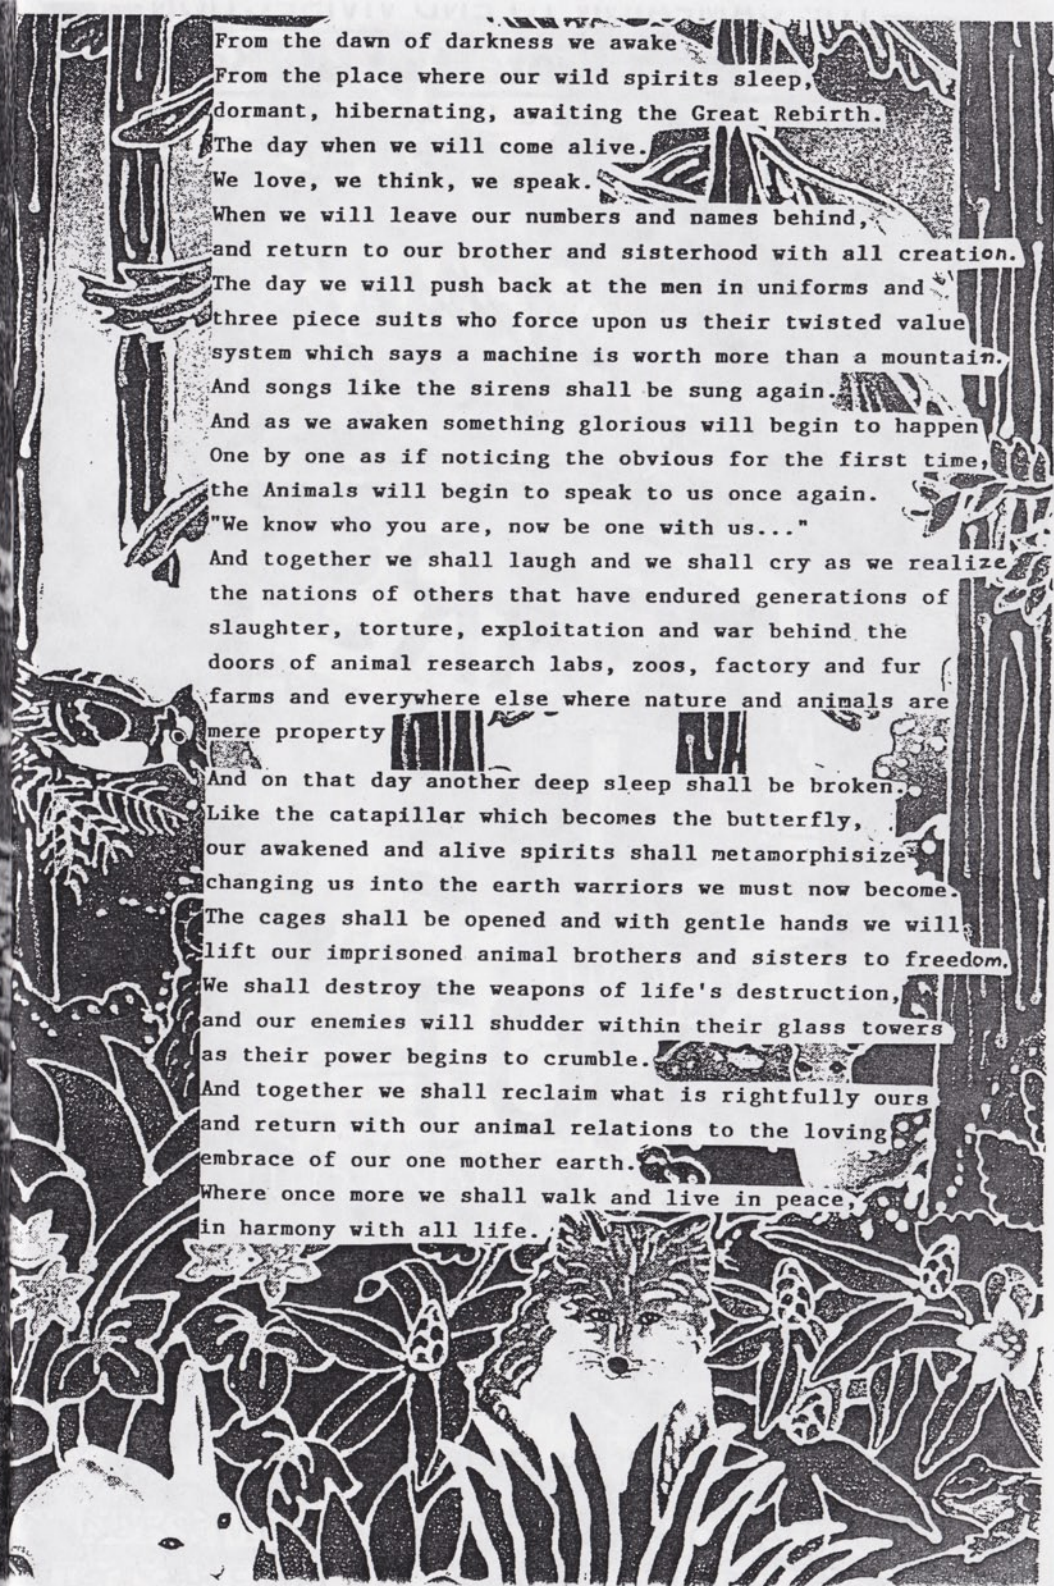 From the dawn of darkness we awake
From the place where our wild spirits sleep,
dormant, hibernating, awaiting the Great Rebirth.
The day when we will come alive.
We love, we think, we speak.
When we will leave our numbers and names behind,
and return to our brother and sisterhood with all creation.
The day we will push back at the men in uniforms and
three piece suits who force upon us their twisted value
system which says a machine is worth more than a mountain.
And songs like the sirens shall be sung again.
And as we awaken something glorious will begin to happen
One by one as if noticing the obvious for the first time,
the Animals will begin to speak to us once again.
"We know who you are, now be one with us..."
And together we shall laugh and we shall cry as we realize
the nations of others that have endured generations of
slaughter, torture, exploitation and war behind the
doors of animal research labs, zoos, factory and fur
farms and everywhere else where nature and animals are
mere property
And on that day another deep sleep shall be broken.
Like the catapillar which becomes the butterfly,
our awakened and alive spirits shall metamorphisize
changing us into the earth warriors we must now become.
The cages shall be opened and with gentle hands we will
lift our imprisoned animal brothers and sisters to freedom.
We shall destroy the weapons of life's destruction,
and our enemies will shudder within their glass towers
as their power begins to crumble.
And together we shall reclaim what is rightfully ours
and return with our animal relations to the loving
embrace of our one mother earth.
Where once more we shall walk and live in peace,
in harmony with all life.